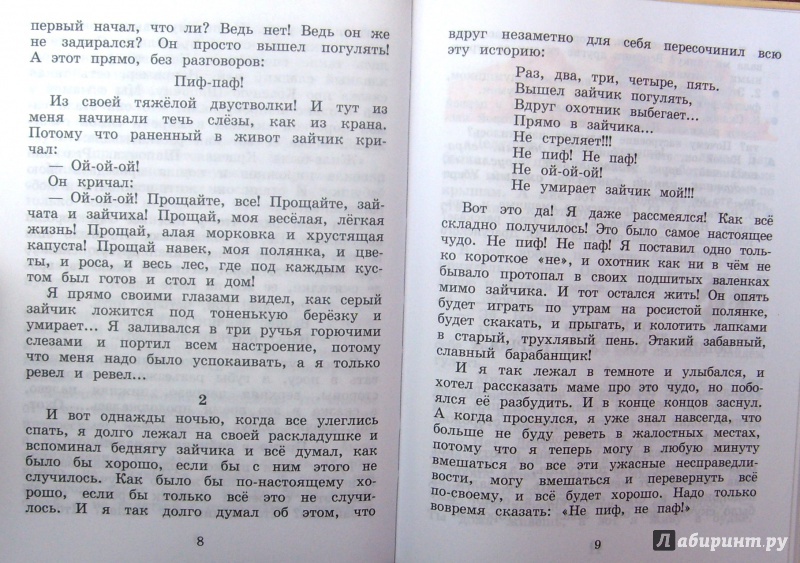 первый начал, что ли? Ведь нет! Ведь он же
не задирался? Он просто вышел погулять!
А этот прямо, без разговоров:
Пиф-паф!
Из своей тяжёлой двустволки! И тут из
меня начинали течь слёзы, как из крана.
Потому что раненный в живот зайчик кри-
чал:
— Ой-ой-ой!
Он кричал:
— Ой-ой-ой! Прощайте, все! Прощайте, зай-
чата и зайчиха! Прощай, моя весёлая, лёгкая
жизнь! Прощай, алая морковка и хрустящая
капуста! Прощай навек, моя полянка, и цве-
ты, и роса, и весь лес, где под каждым кус-
том был готов и стол и дом!
Я прямо своими глазами видел, как серый
зайчик ложится под тоненькую берёзку и
умирает... Я заливался в три ручья горючими
слезами и портил всем настроение, потому
что меня надо было успокаивать, а я только
ревел и ревел...
2
И вот однажды ночью, когда все улеглись
спать, я долго лежал на своей раскладушке и
вспоминал беднягу зайчика и всё думал, как
было бы хорошо, если бы с ним этого не
случилось. Как было бы по-настоящему хо-
рошо, если бы только всё это не случи-
лось. И я так долго думал об этом, что
8
вдруг незаметно для себя пересочинил всю
эту историю:
Раз, два, три, четыре, пять.
Вышел зайчик погулять,
Вдруг охотник выбегает...
Прямо в зайчика...
Не стреляет!!!
Не пиф! Не паф!
Не ой-ой-ой!
Не умирает зайчик мой!!!
Вот это да! Я даже рассмеялся! Как всё
складно получилось! Это было самое настоящее
чудо. Не пиф! Не паф! Я поставил одно толь-
ко короткое «не», и охотник как ни в чём не
бывало протопал в своих подшитых валенках
мимо зайчика. И тот остался жить! Он опять
будет играть по утрам на росистой полянке,
будет скакать, и прыгать, и колотить лапками
в старый, трухлявый пень. Этакий забавный,
славный барабанщик!
И я так лежал в темноте и улыбался, и
хотел рассказать маме про это чудо, но побо-
ялся её разбудить. И в конце концов заснул.
А когда проснулся, я уже знал навсегда, что
больше не буду реветь в жалостных местах,
потому что я теперь могу в любую минуту
вмешаться во все эти ужасные несправедли-
вости, могу вмешаться и перевернуть всё
по-своему, и всё будет хорошо. Надо только
вовремя сказать: «Не пиф, не паф!»
9
Лабиринт.ру